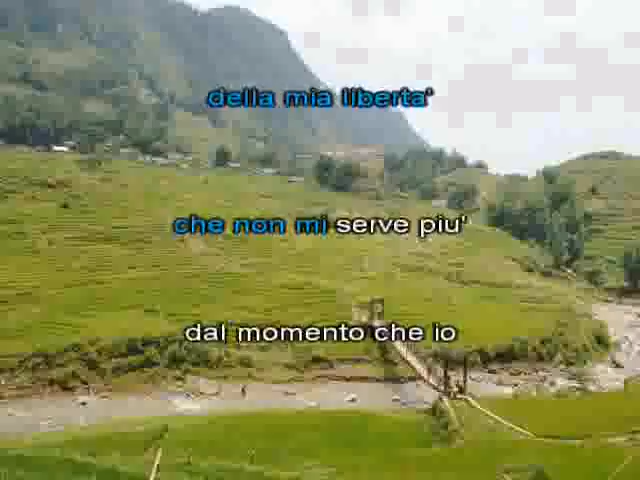 della mia liberta'
che non mi serve piu'
dal momento che io